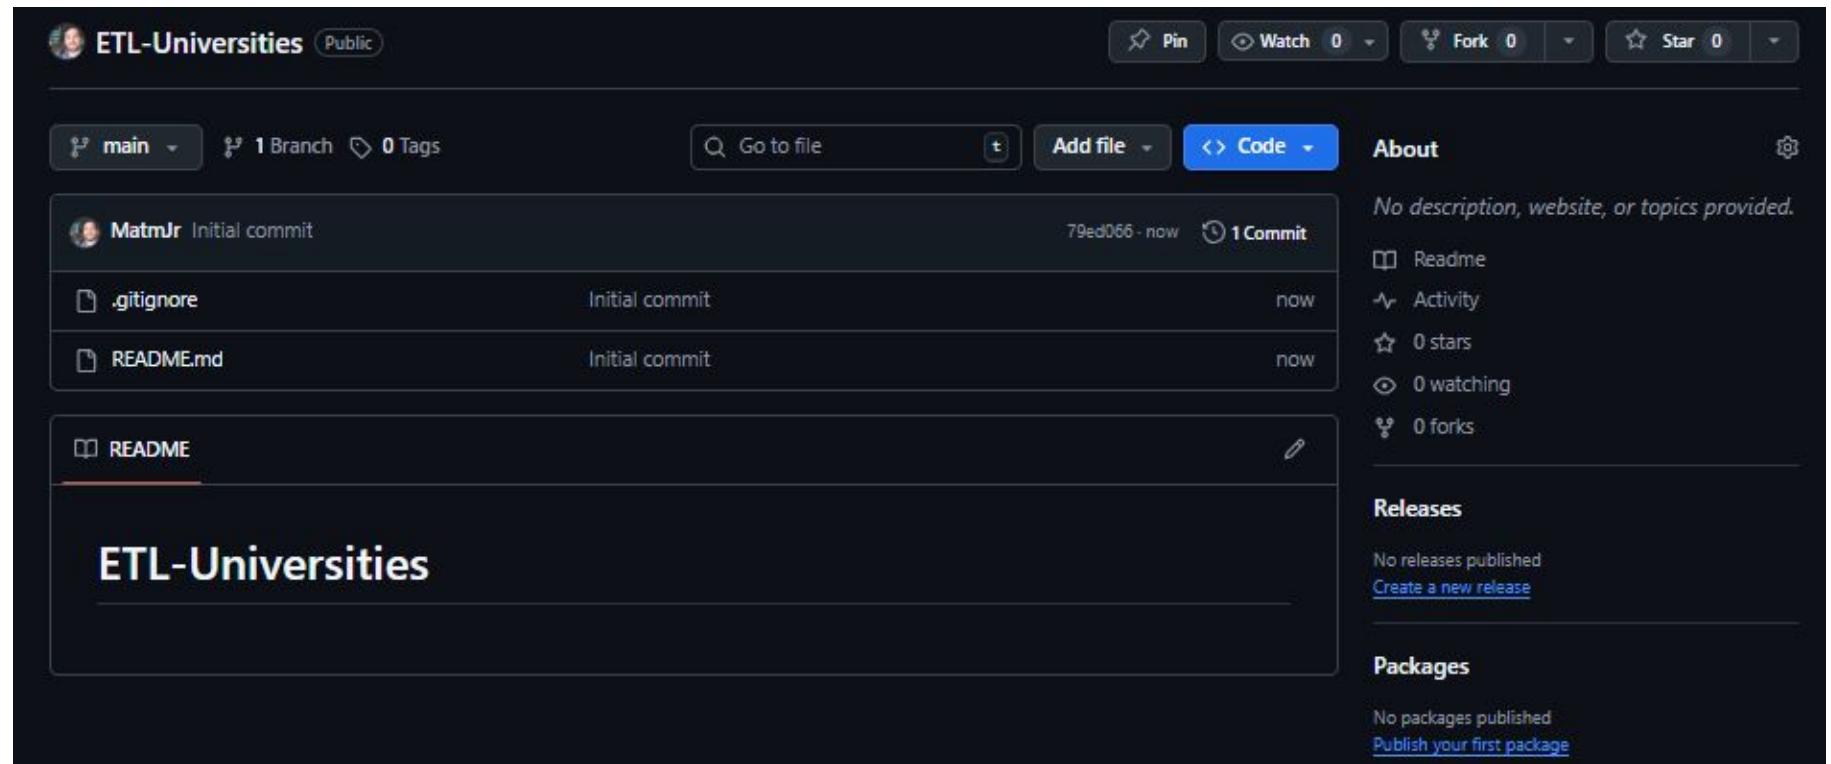 ETL-Universities Public
Pin
Watch 0
Fork 0
Star 0
main
1 Branch
0 Tags
Go to file
t
Add file
Code
MatmJr Initial commit
79ed066 · now
1 Commit
.gitignore Initial commit now
README.md Initial commit now
README
ETL-Universities
About
No description, website, or topics provided.
Readme
Activity
0 stars
0 watching
0 forks
Releases
No releases published
Create a new release
Packages
No packages published
Publish your first package